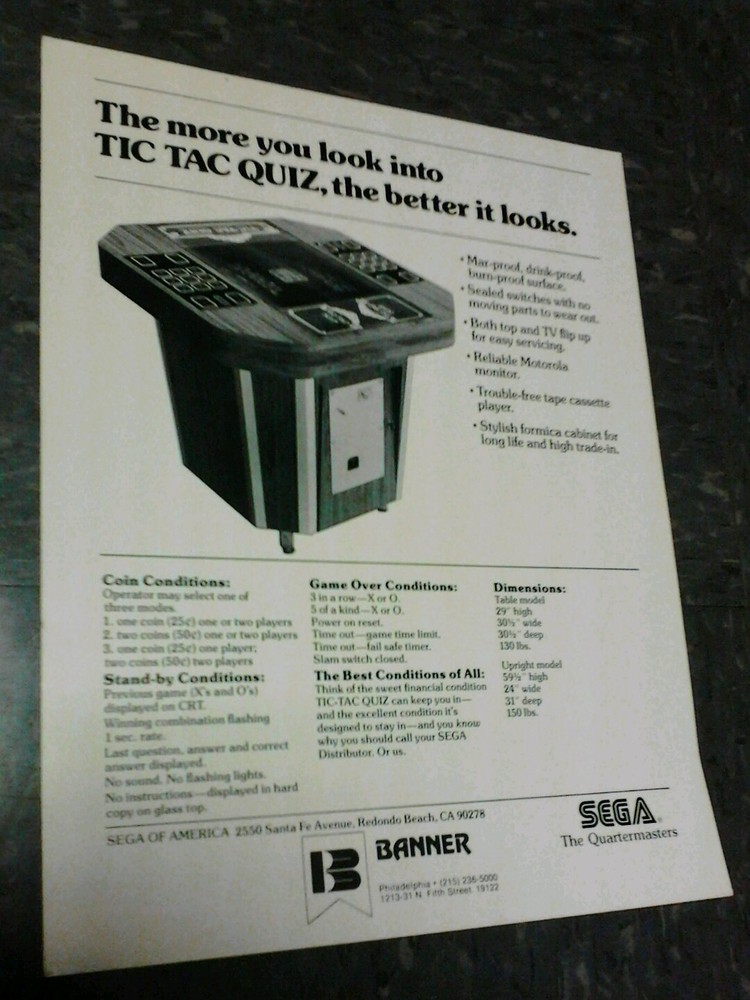 The more you look into
TIC TAC QUIZ, the better it looks.
• Mar-proof, drink-proof,
burn-proof surface.
• Sealed switches with no
moving parts to wear out.
• Both top and TV flip up
for easy servicing.
• Reliable Motorola
monitor.
• Trouble-free tape cassette
player.
• Stylish formica cabinet for
long life and high trade-in.
Coin Conditions:
Operator may select one of
three modes.
1. one coin (25¢) one or two players
2. two coins (50¢) one or two players
3. one coin (25¢) one player;
two coins (50¢) two players
Stand-by Conditions:
Previous game (X's and O's)
displayed on CRT.
Winning combination flashing
1 sec. rate.
Last question, answer and correct
answer displayed.
No sound. No flashing lights.
No instructions—displayed in hard
copy on glass top.
Game Over Conditions:
3 in a row—X or O.
5 of a kind—X or O.
Power on reset.
Time out—game time limit.
Time out—fail safe timer.
Slam switch closed.
The Best Conditions of All:
Think of the sweet financial condition
TIC-TAC QUIZ can keep you in—
and the excellent condition it's
designed to stay in—and you know
why you should call your SEGA
Distributor. Or us.
Dimensions:
Table model
29" high
30½" wide
30½" deep
130 lbs.
Upright model
59½" high
24" wide
31" deep
150 lbs.
SEGA OF AMERICA 2550 Santa Fe Avenue, Redondo Beach, CA 90278
SEGA®
The Quartermasters
B BANNER
Philadelphia • (215) 236-5000
1213-31 N. Fifth Street 19122